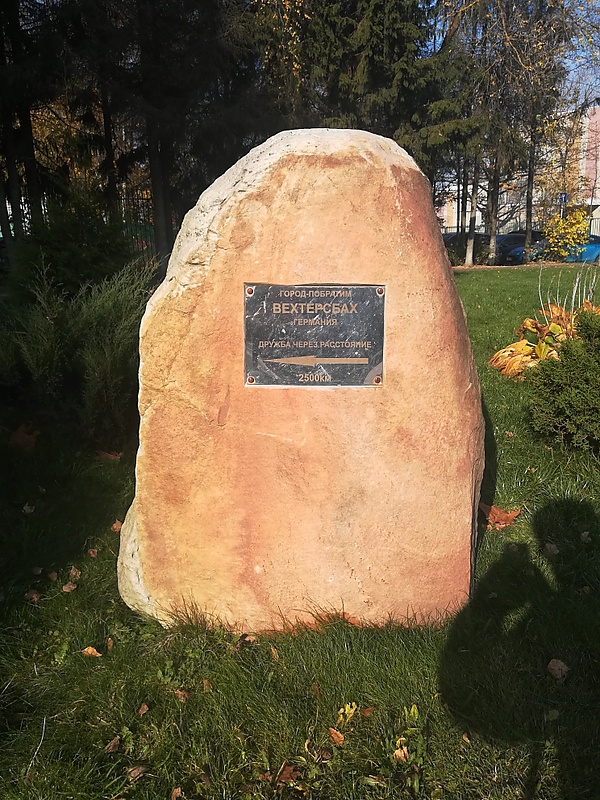 ГОРОД-ПОБРАТИМ
ВЕХТЕРСБАХ
ГЕРМАНИЯ
ДРУЖБА ЧЕРЕЗ РАССТОЯНИЕ
2500КМ